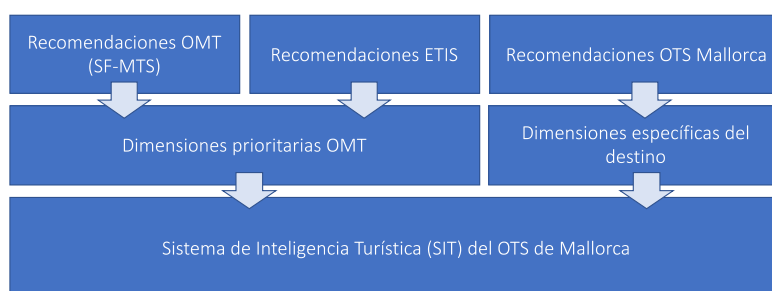 Recomendaciones OMT
(SF-MTS)
Recomendaciones ETIS
Recomendaciones OTS Mallorca
Dimensiones prioritarias OMT
Dimensiones específicas del
destino
Sistema de Inteligencia Turística (SIT) del OTS de Mallorca